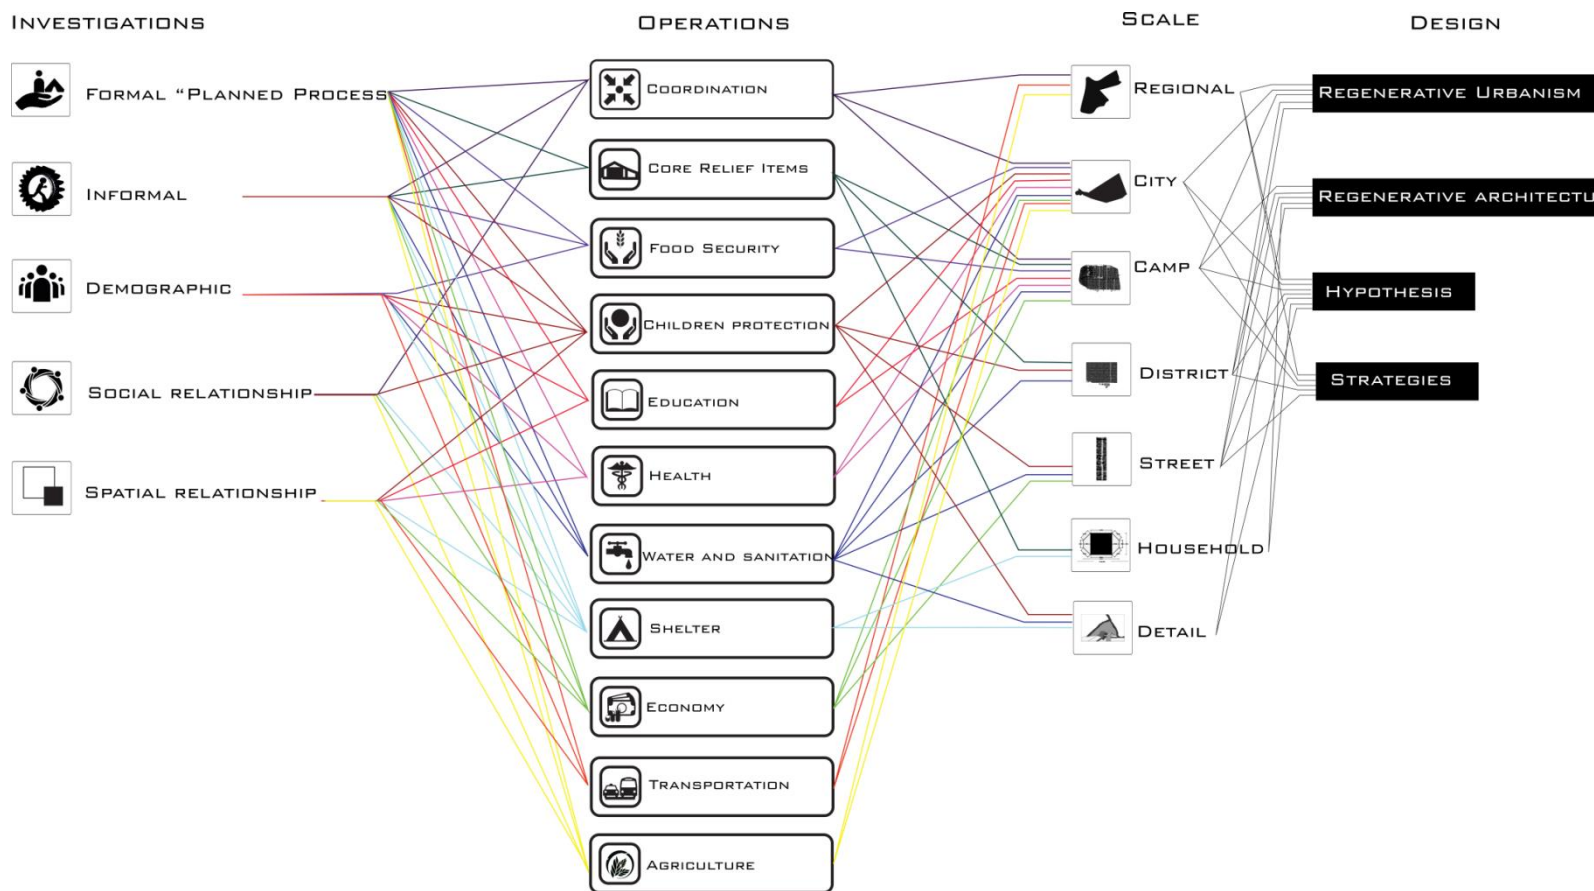 INVESTIGATIONS
OPERATIONS
SCALE
DESIGN
FORMAL “PLANNED PROCESS
INFORMAL
DEMOGRAPHIC
SOCIAL RELATIONSHIP
SPATIAL RELATIONSHIP
COORDINATION
CORE RELIEF ITEMS
FOOD SECURITY
CHILDREN PROTECTION
EDUCATION
HEALTH
WATER AND SANITATION
SHELTER
ECONOMY
TRANSPORTATION
AGRICULTURE
REGIONAL
CITY
CAMP
DISTRICT
STREET
HOUSEHOLD
DETAIL
REGENERATIVE URBANISM
REGENERATIVE ARCHITECTU
HYPOTHESIS
STRATEGIES